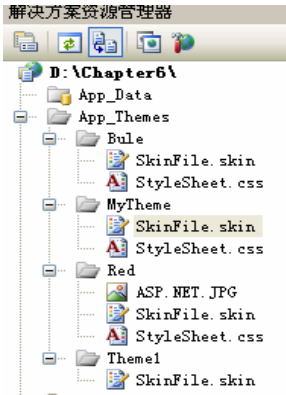 解决方案资源管理器
D:\Chapter6\
App_Data
App_Themes
Bule
SkinFile.skin
StyleSheet.css
MyTheme
SkinFile.skin
StyleSheet.css
Red
ASP.NET.JPG
SkinFile.skin
StyleSheet.css
Theme1
SkinFile.skin